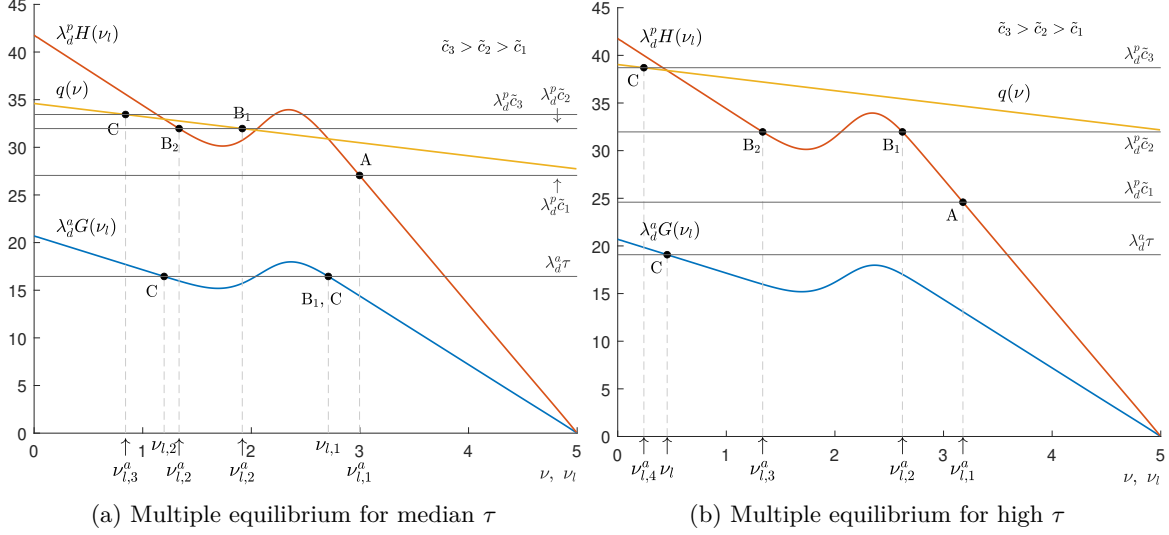 45
40
35
30
25
20
15
10
5
0
λ_d^p H(ν_l)
q(ν)
c̃_3 > c̃_2 > c̃_1
λ_d^p c̃_3
λ_d^p c̃_2
↓
C
B_2
B_1
A
↑
λ_d^p c̃_1
λ_d^a G(ν_l)
λ_d^a τ
C
B_1, C
0 1 2 3 4 5
ν_{l,2} ν_{l,1}
↑ ↑ ↑
ν_{l,3}^a ν_{l,2}^a ν_{l,2}^a ν_{l,1}^a ν, ν_l
(a) Multiple equilibrium for median τ
45
40
35
30
25
20
15
10
5
0
λ_d^p H(ν_l)
c̃_3 > c̃_2 > c̃_1
λ_d^p c̃_3
C
q(ν)
B_2
B_1
λ_d^p c̃_2
λ_d^p c̃_1
A
λ_d^a G(ν_l)
λ_d^a τ
C
0 1 2 3 4 5
↑ ↑ ↑ ↑ ↑
ν_{l,4}^a ν_l ν_{l,3}^a ν_{l,2}^a ν_{l,1}^a ν, ν_l
(b) Multiple equilibrium for high τ